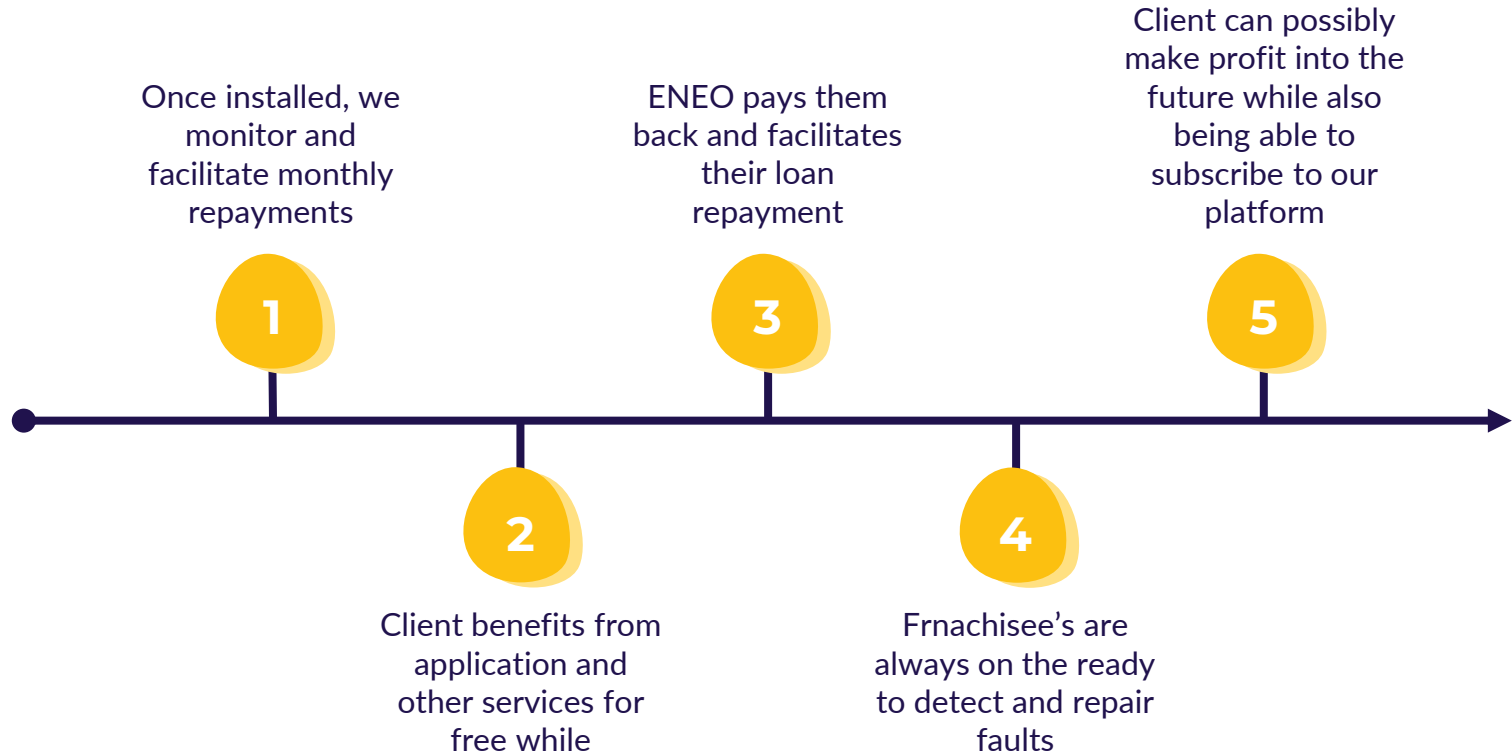 Once installed, we
monitor and
facilitate monthly
repayments
1
2
Client benefits from
application and
other services for
free while
ENEO pays them
back and facilitates
their loan
repayment
3
4
Frnachisee’s are
always on the ready
to detect and repair
faults
Client can possibly
make profit into the
future while also
being able to
subscribe to our
platform
5